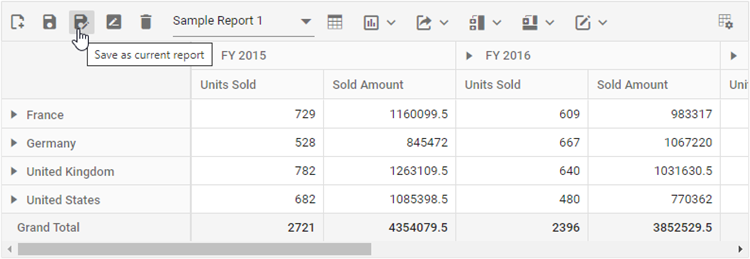 Sample Report 1
Save as current report
FY 2015 FY 2016
Units Sold Sold Amount Units Sold Sold Amount Uni
France 729 1160099.5 609 983317
Germany 528 845472 667 1067220
United Kingdom 782 1263109.5 640 1031630.5
United States 682 1085398.5 480 770362
Grand Total 2721 4354079.5 2396 3852529.5